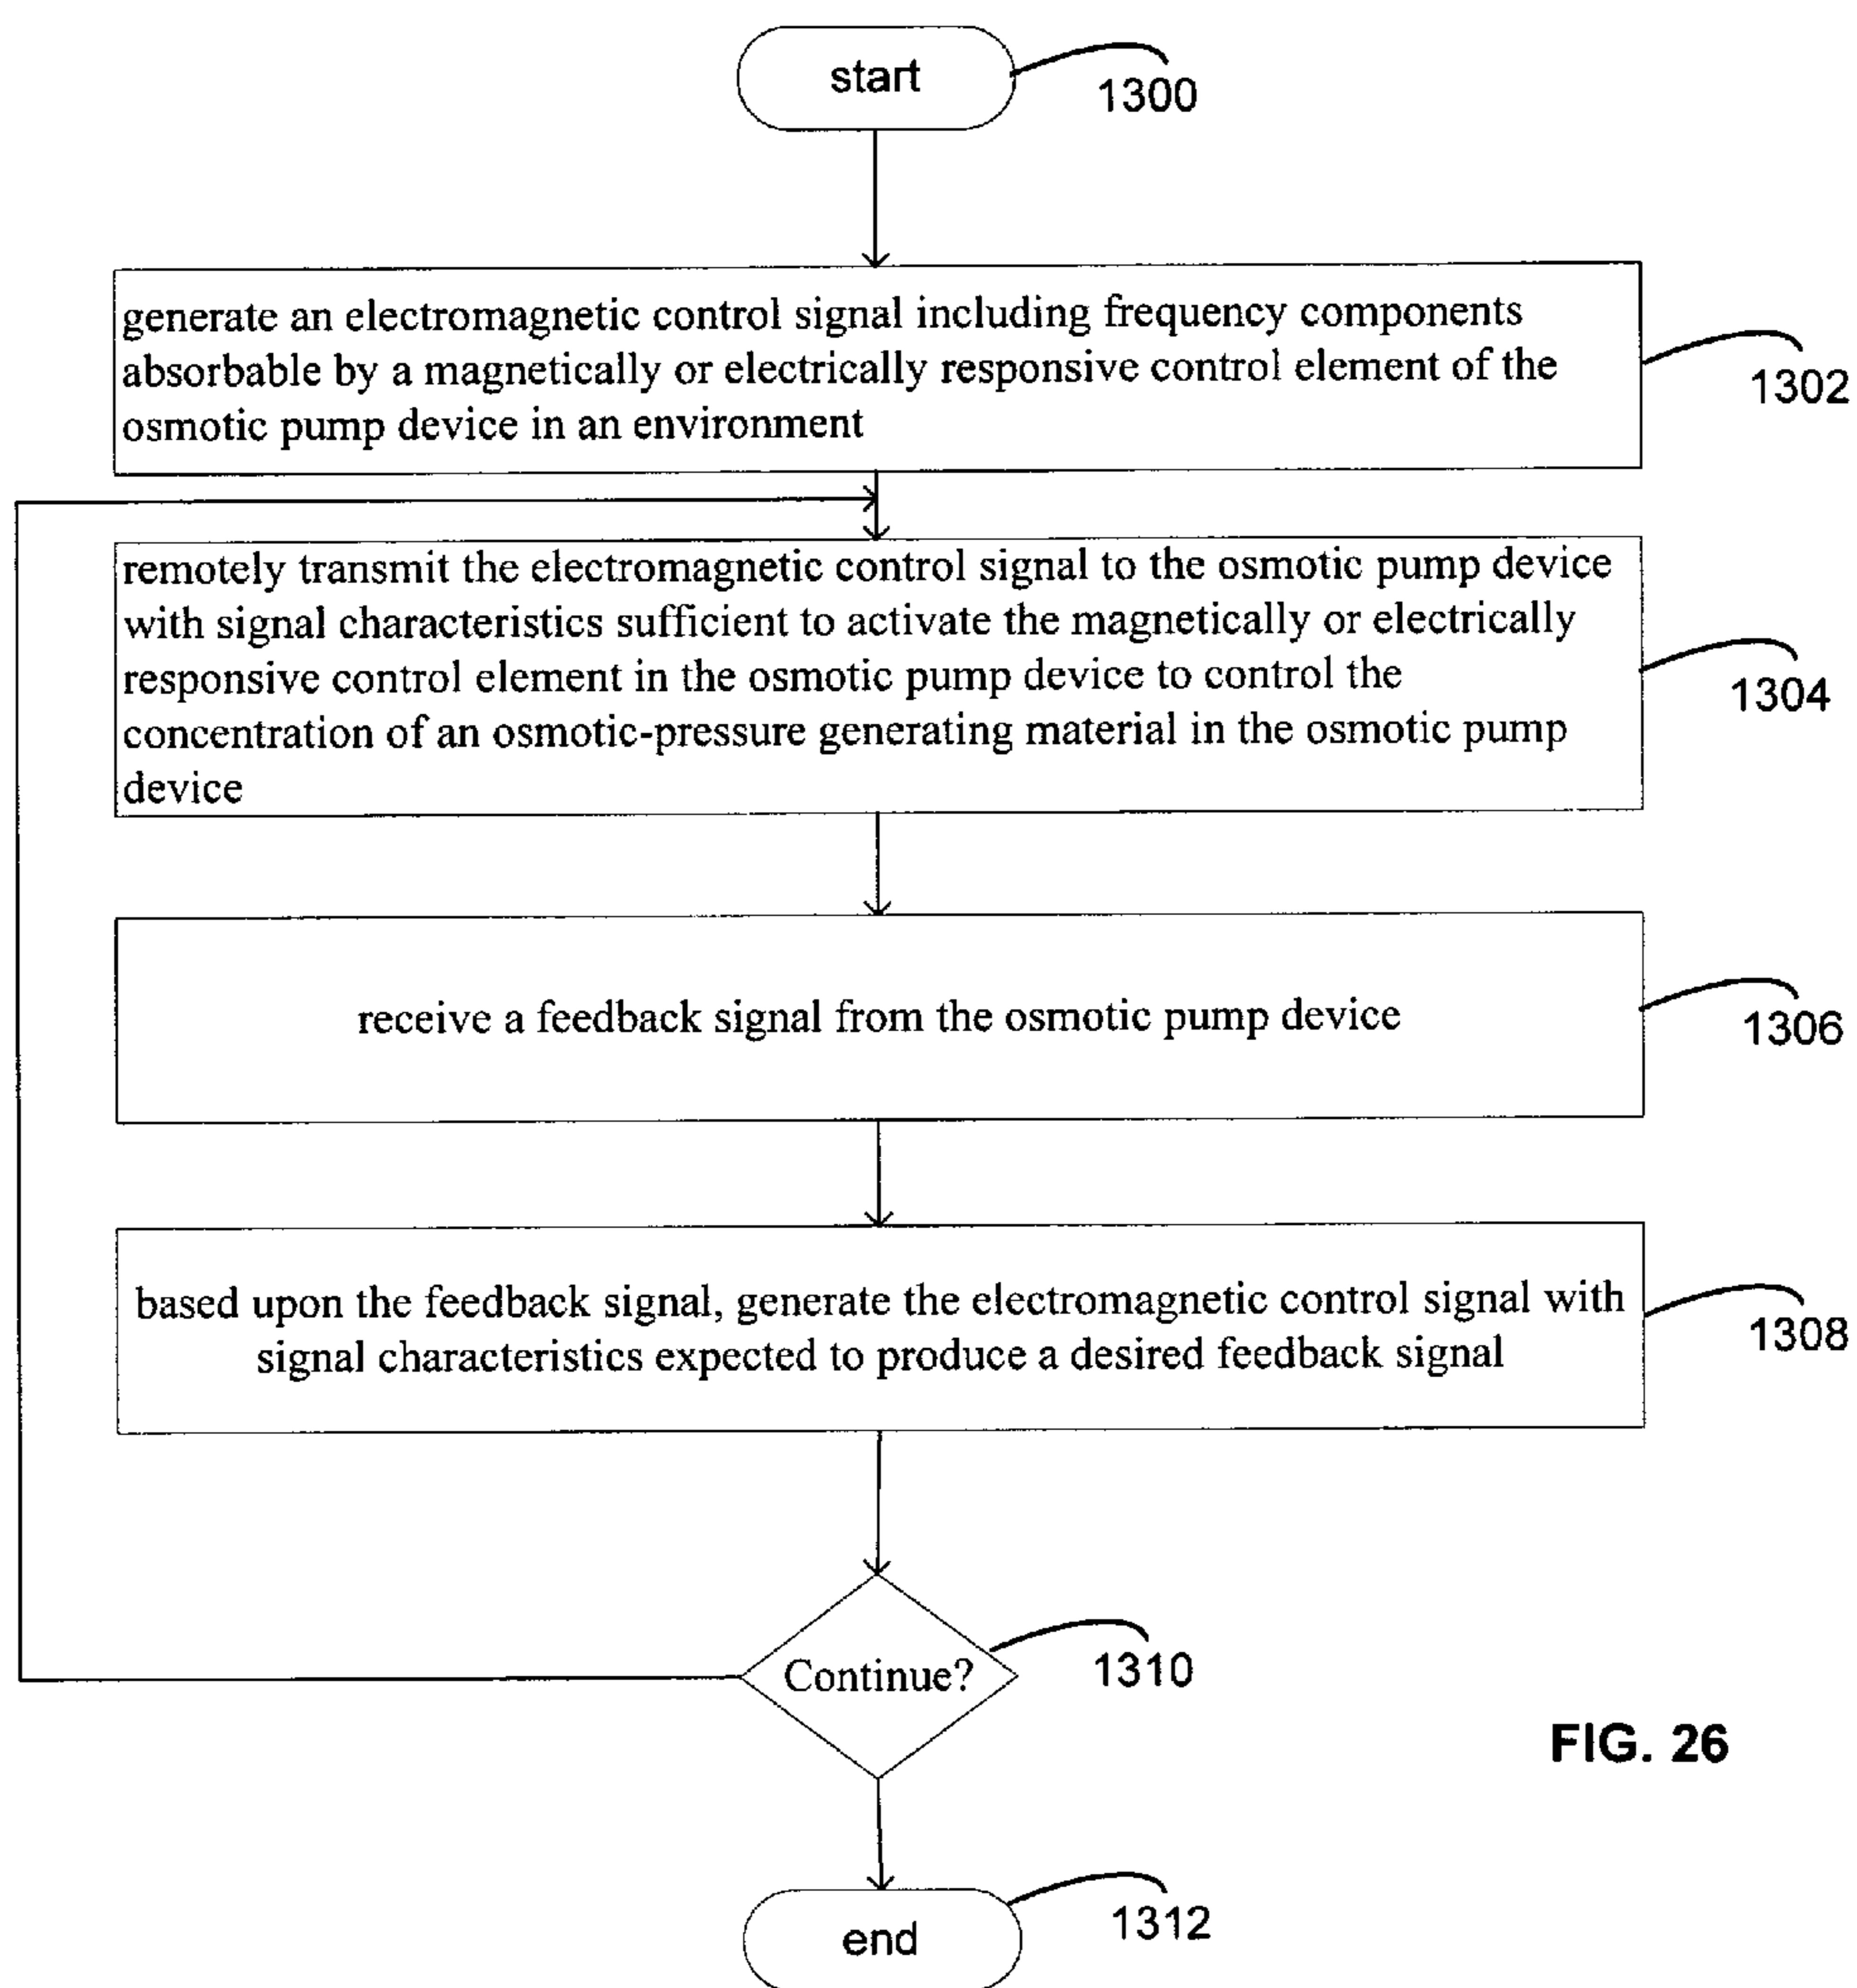 start
1300
generate an electromagnetic control signal including frequency components
absorbable by a magnetically or electrically responsive control element of the
osmotic pump device in an environment
1302
remotely transmit the electromagnetic control signal to the osmotic pump device
with signal characteristics sufficient to activate the magnetically or electrically
responsive control element in the osmotic pump device to control the
concentration of an osmotic-pressure generating material in the osmotic pump
device
1304
receive a feedback signal from the osmotic pump device
1306
based upon the feedback signal, generate the electromagnetic control signal with
signal characteristics expected to produce a desired feedback signal
1308
Continue?
1310
FIG. 26
end
1312